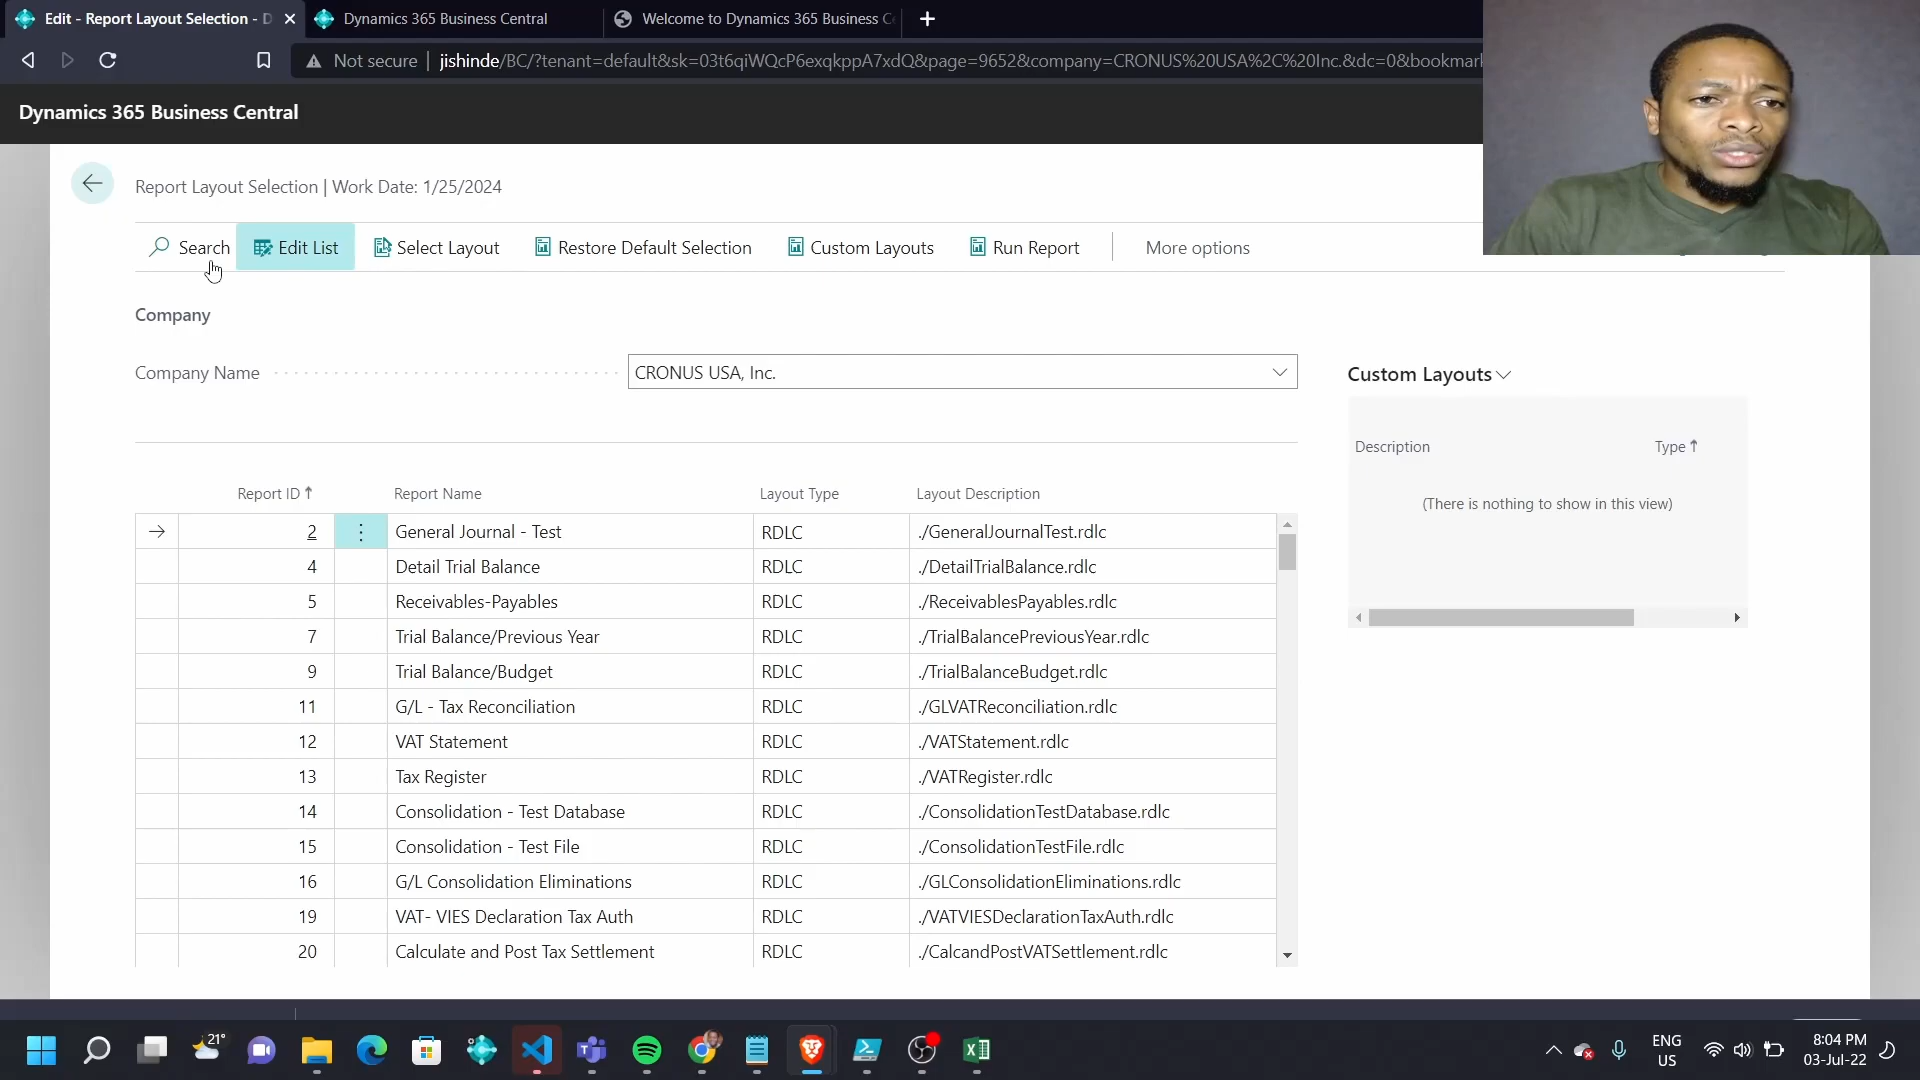 Edit - Report Layout Selection - D
Dynamics 365 Business Central
Welcome to Dynamics 365 Business C
Not secure | jishinde/BC/?tenant=default&sk=03t6qiWQcP6exqkppA7xdQ&page=9652&company=CRONUS%20USA%2C%20Inc.&dc=0&bookmark
Dynamics 365 Business Central
Report Layout Selection | Work Date: 1/25/2024
Search Edit List Select Layout Restore Default Selection Custom Layouts Run Report More options
Company
Company Name CRONUS USA, Inc.
Custom Layouts
Description Type
(There is nothing to show in this view)
Report ID Report Name Layout Type Layout Description
2 General Journal - Test RDLC ./GeneralJournalTest.rdlc
4 Detail Trial Balance RDLC ./DetailTrialBalance.rdlc
5 Receivables-Payables RDLC ./ReceivablesPayables.rdlc
7 Trial Balance/Previous Year RDLC ./TrialBalancePreviousYear.rdlc
9 Trial Balance/Budget RDLC ./TrialBalanceBudget.rdlc
11 G/L - Tax Reconciliation RDLC ./GLVATReconciliation.rdlc
12 VAT Statement RDLC ./VATStatement.rdlc
13 Tax Register RDLC ./VATRegister.rdlc
14 Consolidation - Test Database RDLC ./ConsolidationTestDatabase.rdlc
15 Consolidation - Test File RDLC ./ConsolidationTestFile.rdlc
16 G/L Consolidation Eliminations RDLC ./GLConsolidationEliminations.rdlc
19 VAT- VIES Declaration Tax Auth RDLC ./VATVIESDeclarationTaxAuth.rdlc
20 Calculate and Post Tax Settlement RDLC ./CalcandPostVATSettlement.rdlc
21°
ENG
US
8:04 PM
03-Jul-22